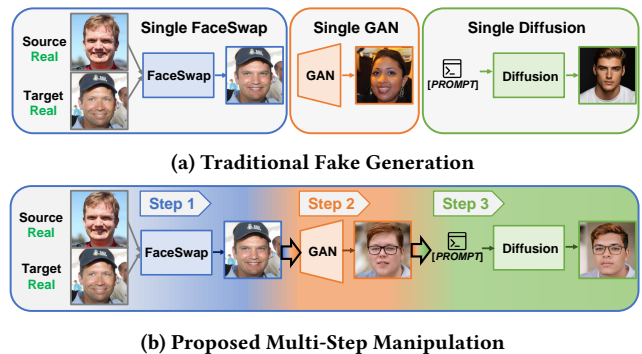 Single FaceSwap
Source
Real
FaceSwap
Target
Real
Single GAN
GAN
Single Diffusion
[PROMPT]
Diffusion
(a) Traditional Fake Generation
Step 1
Step 2
Step 3
Source
Real
FaceSwap
Target
Real
GAN
[PROMPT]
Diffusion
(b) Proposed Multi-Step Manipulation